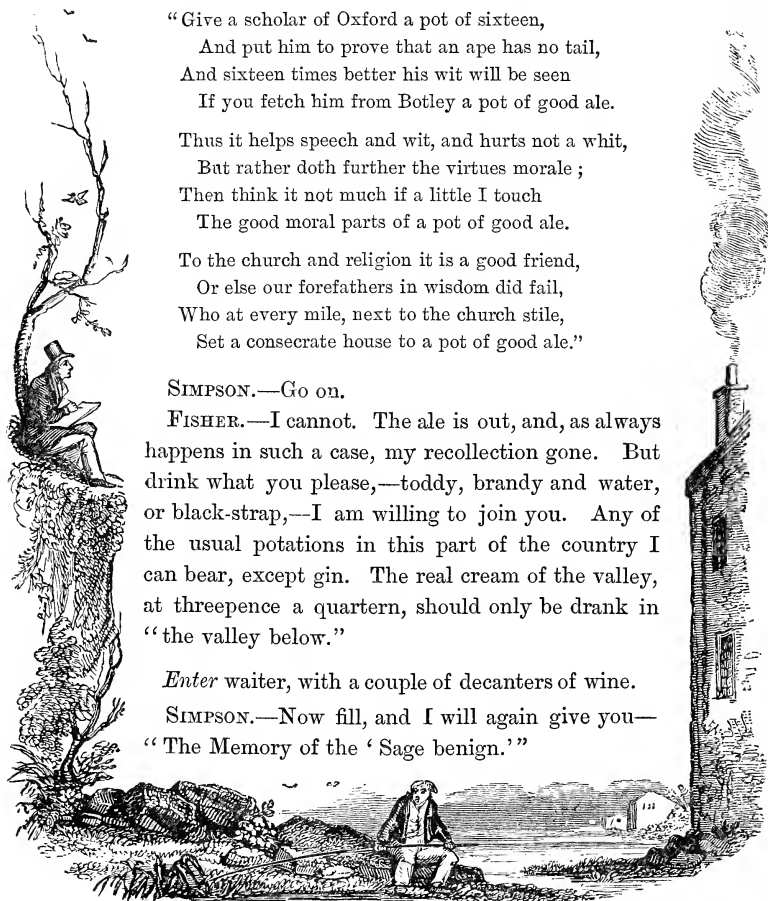 “Give a scholar of Oxford a pot of sixteen,
And put him to prove that an ape has no tail,
And sixteen times better his wit will be seen
If you fetch him from Botley a pot of good ale.
Thus it helps speech and wit, and hurts not a whit,
But rather doth further the virtues morale ;
Then think it not much if a little I touch
The good moral parts of a pot of good ale.
To the church and religion it is a good friend,
Or else our forefathers in wisdom did fail,
Who at every mile, next to the church stile,
Set a consecrate house to a pot of good ale.”
SIMPSON.—Go on.
FISHER.—I cannot. The ale is out, and, as always
happens in such a case, my recollection gone. But
drink what you please,—toddy, brandy and water,
or black-strap,—I am willing to join you. Any of
the usual potations in this part of the country I
can bear, except gin. The real cream of the valley,
at threepence a quartern, should only be drank in
“the valley below.”
Enter waiter, with a couple of decanters of wine.
SIMPSON.—Now fill, and I will again give you—
“The Memory of the ‘Sage benign.’”